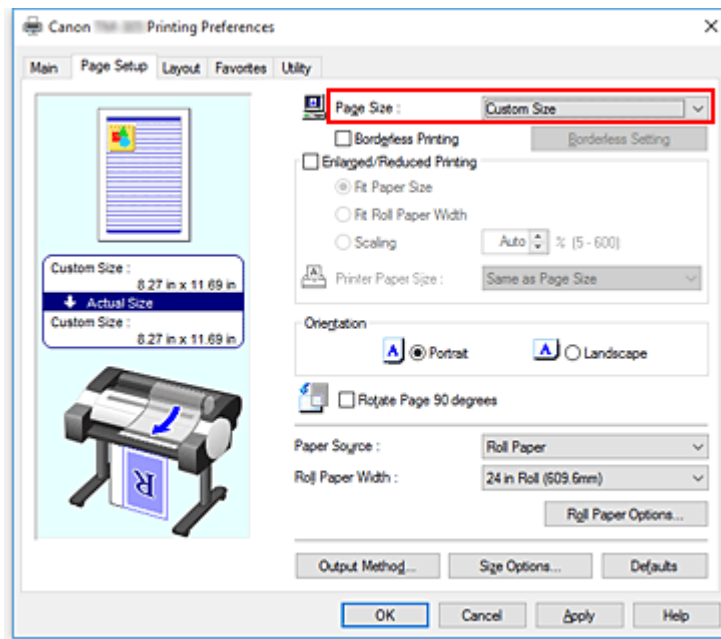 Canon Printing Preferences
Main Page Setup Layout Favorites Utility
Page Size : Custom Size
Borderless Printing Borderless Setting
Enlarged/Reduced Printing
Fit Paper Size
Fit Roll Paper Width
Scaling Auto % (5 - 600)
Printer Paper Size : Same as Page Size
Custom Size :
8.27 in x 11.69 in
Actual Size
Custom Size :
8.27 in x 11.69 in
Orientation
A Portrait A Landscape
Rotate Page 90 degrees
R
Paper Source : Roll Paper
Roll Paper Width : 24 in Roll (609.6mm)
Roll Paper Options...
Output Method... Size Options... Defaults
OK Cancel Apply Help